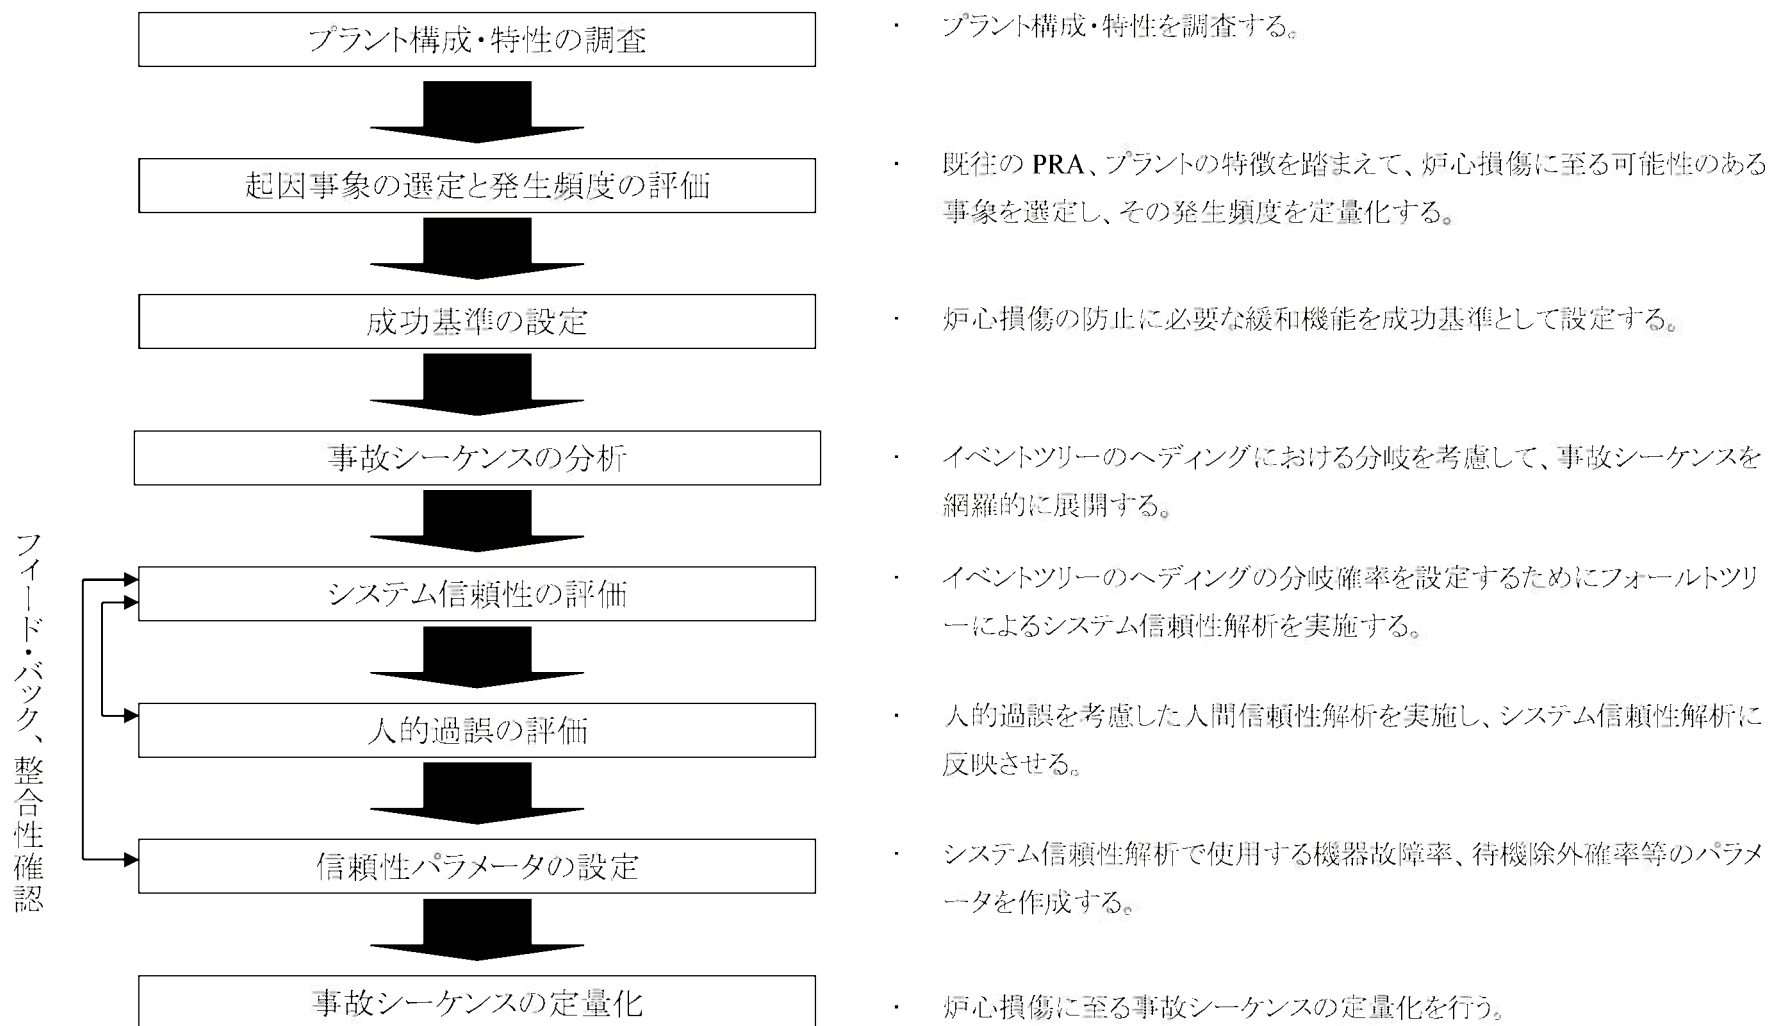 プラント構成・特性の調査
・ プラント構成・特性を調査する。
起因事象の選定と発生頻度の評価
・ 既往の PRA、プラントの特徴を踏まえて、炉心損傷に至る可能性のある
事象を選定し、その発生頻度を定量化する。
成功基準の設定
・ 炉心損傷の防止に必要な緩和機能を成功基準として設定する。
事故シーケンスの分析
・ イベントツリーのヘディングにおける分岐を考慮して、事故シーケンスを
網羅的に展開する。
システム信頼性の評価
・ イベントツリーのヘディングの分岐確率を設定するためにフォールトツリ
ーによるシステム信頼性解析を実施する。
人的過誤の評価
・ 人的過誤を考慮した人間信頼性解析を実施し、システム信頼性解析に
反映させる。
信頼性パラメータの設定
・ システム信頼性解析で使用する機器故障率、待機除外確率等のパラメ
ータを作成する。
事故シーケンスの定量化
・ 炉心損傷に至る事故シーケンスの定量化を行う。
フィード・バック、整合性確認